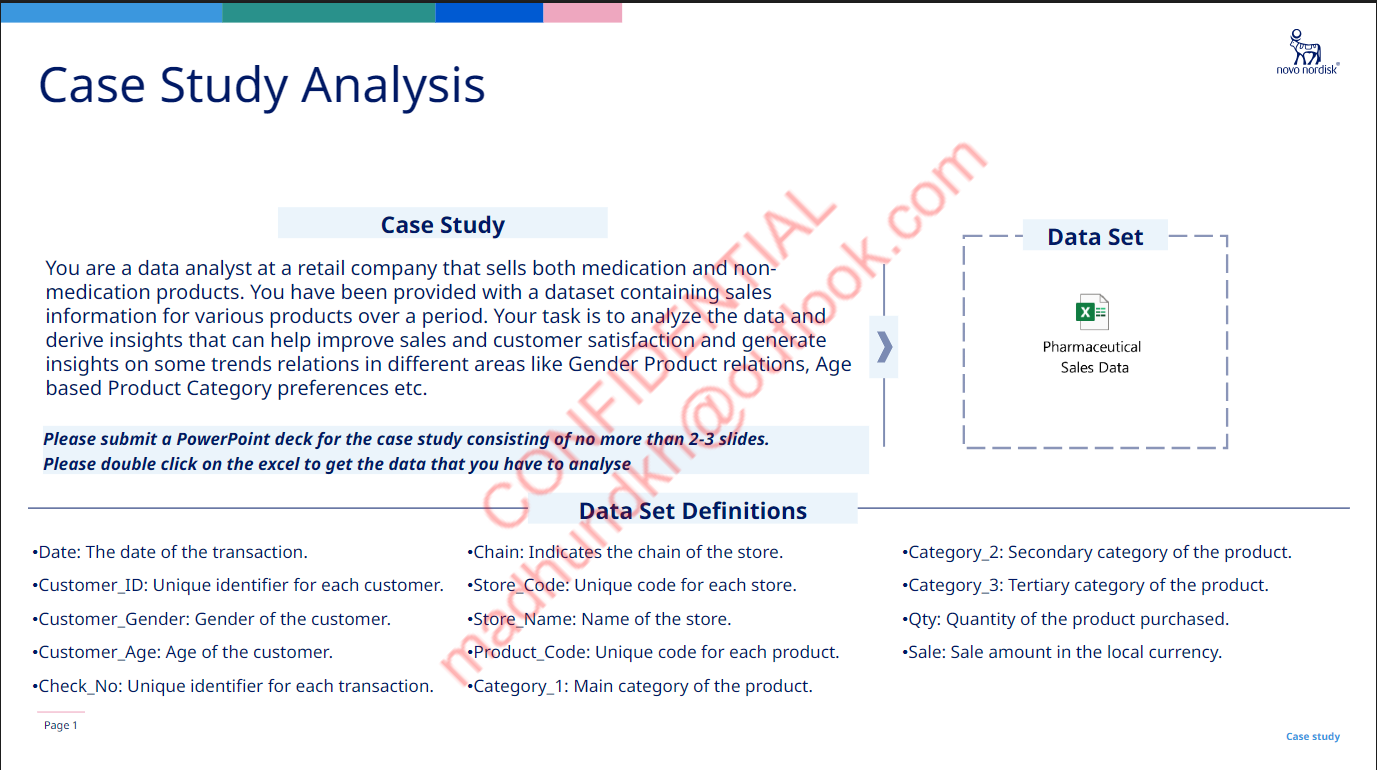 novo nordisk®
Case Study Analysis
Case Study
You are a data analyst at a retail company that sells both medication and non-
medication products. You have been provided with a dataset containing sales
information for various products over a period. Your task is to analyze the data and
derive insights that can help improve sales and customer satisfaction and generate
insights on some trends relations in different areas like Gender Product relations, Age
based Product Category preferences etc.
Please submit a PowerPoint deck for the case study consisting of no more than 2-3 slides.
Please double click on the excel to get the data that you have to analyse
Data Set
X
Pharmaceutical
Sales Data
CONFIDENTIAL
madhundkh@outlook.com
Data Set Definitions
•Date: The date of the transaction.
•Customer_ID: Unique identifier for each customer.
•Customer_Gender: Gender of the customer.
•Customer_Age: Age of the customer.
•Check_No: Unique identifier for each transaction.
•Chain: Indicates the chain of the store.
•Store_Code: Unique code for each store.
•Store_Name: Name of the store.
•Product_Code: Unique code for each product.
•Category_1: Main category of the product.
•Category_2: Secondary category of the product.
•Category_3: Tertiary category of the product.
•Qty: Quantity of the product purchased.
•Sale: Sale amount in the local currency.
Page 1
Case study